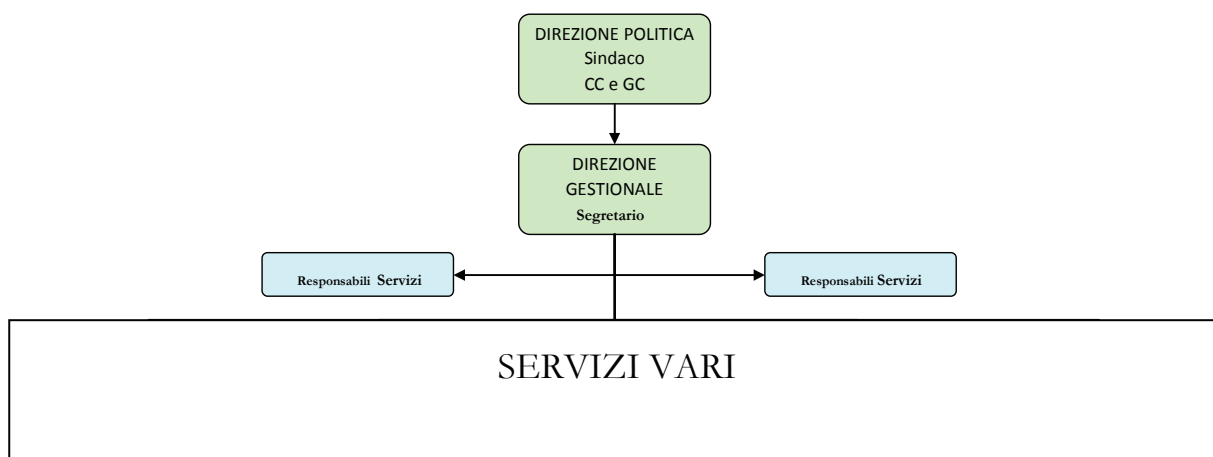 DIREZIONE POLITICA
Sindaco
CC e GC
DIREZIONE
GESTIONALE
Segretario
Responsabili Servizi
Responsabili Servizi
SERVIZI VARI